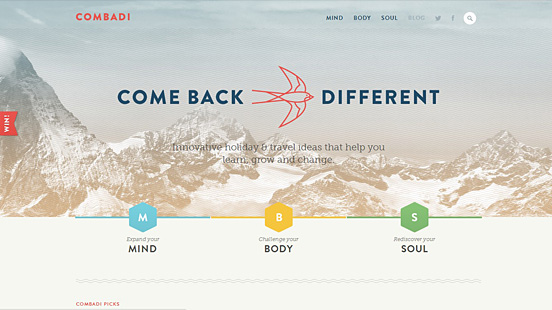 COMBADI
MIND BODY SOUL BLOG
WIN!
COME BACK DIFFERENT
Innovative holiday & travel ideas that help you
learn, grow and change.
M B S
Expand your Challenge your Rediscover your
MIND BODY SOUL
COMBADI PICKS